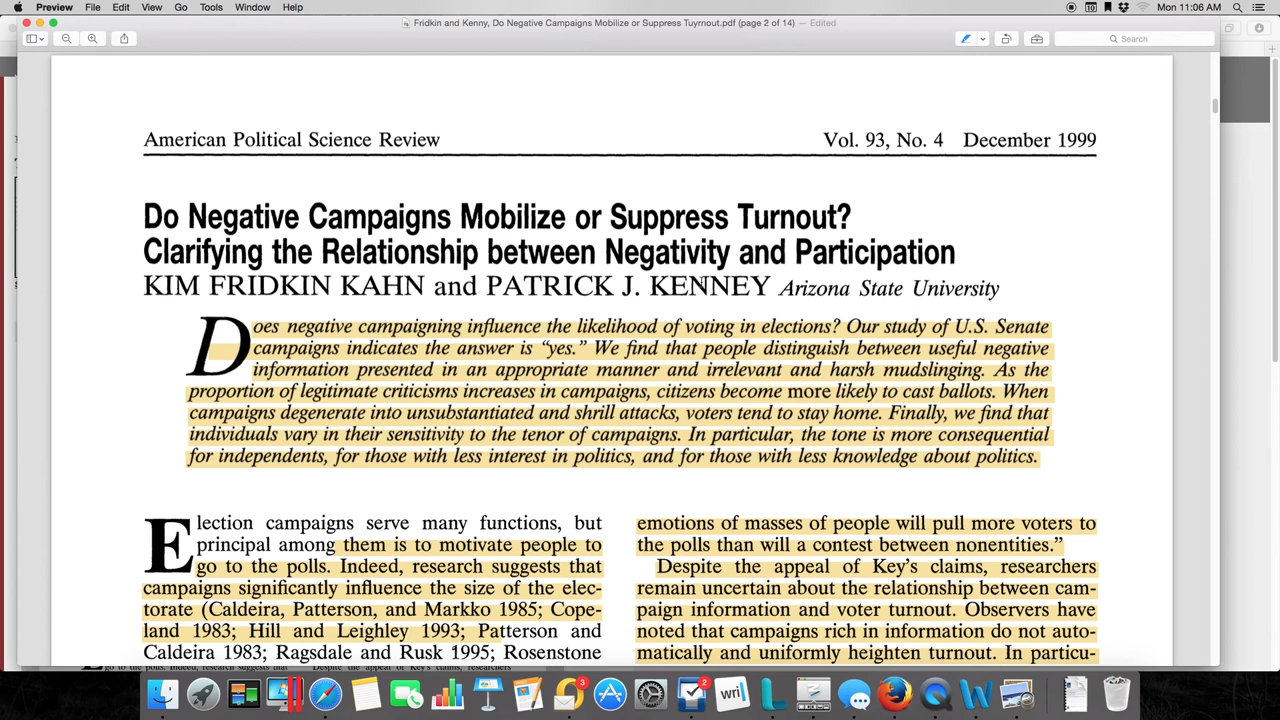 Preview File Edit View Go Tools Window Help Mon 11:06 AM
Fridkin and Kenny, Do Negative Campaigns Mobilize or Suppress Tuyrnout.pdf (page 2 of 14) — Edited
Search
American Political Science Review Vol. 93, No. 4 December 1999
Do Negative Campaigns Mobilize or Suppress Turnout?
Clarifying the Relationship between Negativity and Participation
KIM FRIDKIN KAHN and PATRICK J. KENNEY Arizona State University
Does negative campaigning influence the likelihood of voting in elections? Our study of U.S. Senate
campaigns indicates the answer is “yes.” We find that people distinguish between useful negative
information presented in an appropriate manner and irrelevant and harsh mudslinging. As the
proportion of legitimate criticisms increases in campaigns, citizens become more likely to cast ballots. When
campaigns degenerate into unsubstantiated and shrill attacks, voters tend to stay home. Finally, we find that
individuals vary in their sensitivity to the tenor of campaigns. In particular, the tone is more consequential
for independents, for those with less interest in politics, and for those with less knowledge about politics.
Election campaigns serve many functions, but
principal among them is to motivate people to
go to the polls. Indeed, research suggests that
campaigns significantly influence the size of the elec-
torate (Caldeira, Patterson, and Markko 1985; Cope-
land 1983; Hill and Leighley 1993; Patterson and
Caldeira 1983; Ragsdale and Rusk 1995; Rosenstone
emotions of masses of people will pull more voters to
the polls than will a contest between nonentities.”
Despite the appeal of Key’s claims, researchers
remain uncertain about the relationship between cam-
paign information and voter turnout. Observers have
noted that campaigns rich in information do not auto-
matically and uniformly heighten turnout. In particu-
3
2
wri